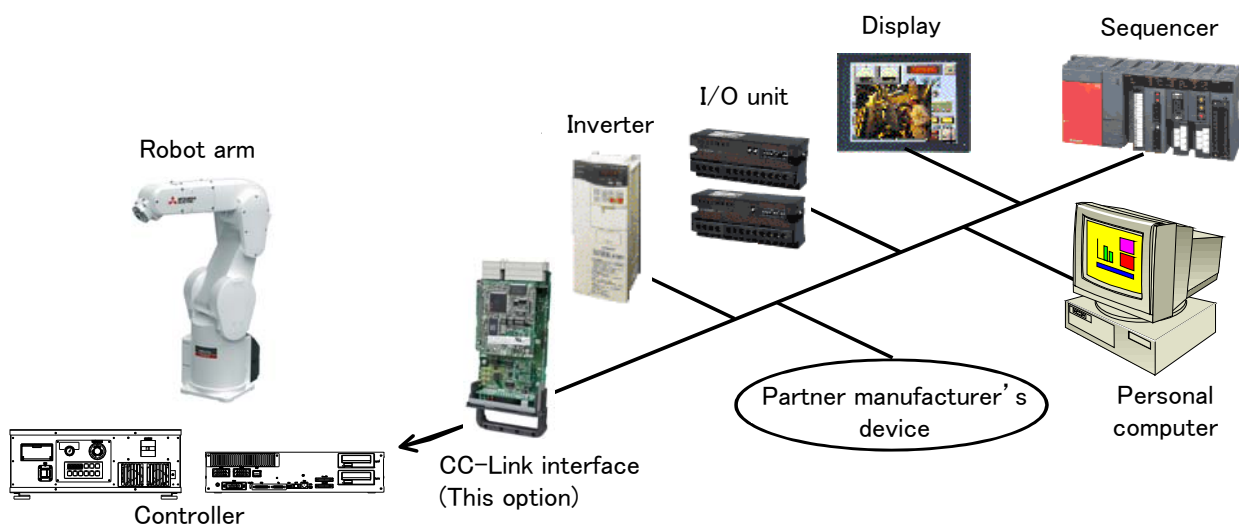 Display
Sequencer
I/O unit
Inverter
Robot arm
Partner manufacturer's
device
Personal
computer
CC-Link interface
(This option)
Controller